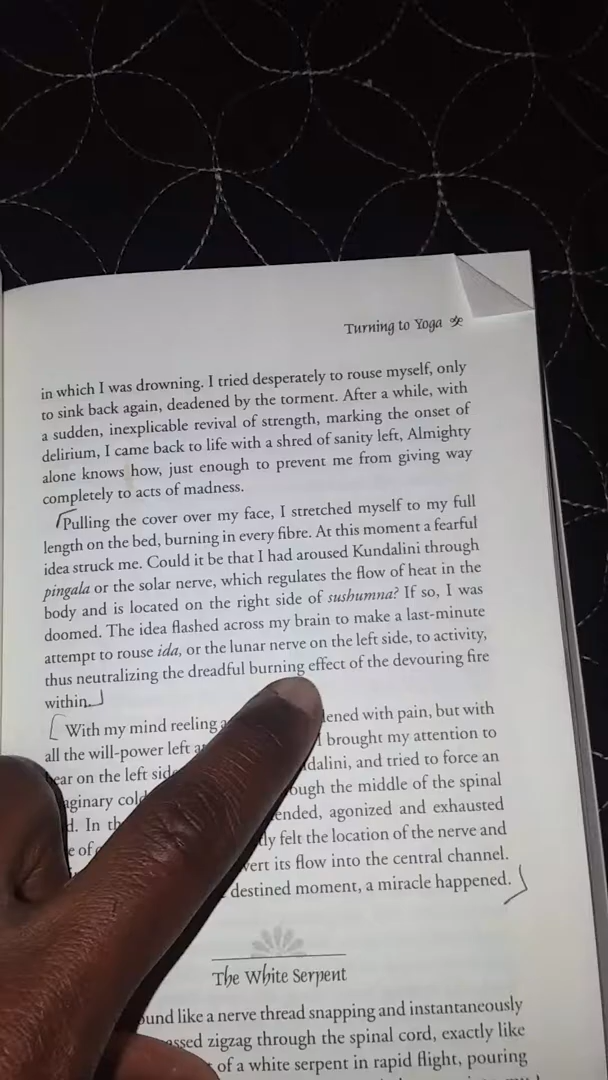 Turning to Yoga
in which I was drowning. I tried desperately to rouse myself, only
to sink back again, deadened by the torment. After a while, with
a sudden, inexplicable revival of strength, marking the onset of
delirium, I came back to life with a shred of sanity left, Almighty
alone knows how, just enough to prevent me from giving way
completely to acts of madness.
Pulling the cover over my face, I stretched myself to my full
length on the bed, burning in every fibre. At this moment a fearful
idea struck me. Could it be that I had aroused Kundalini through
pingala or the solar nerve, which regulates the flow of heat in the
body and is located on the right side of sushumna? If so, I was
doomed. The idea flashed across my brain to make a last-minute
attempt to rouse ida, or the lunar nerve on the left side, to activity,
thus neutralizing the dreadful burning effect of the devouring fire
within.
With my mind reeling with pain, but with
all the will-power left I brought my attention to
on the left and tried to force an
the middle of the spinal
In agonized and exhausted
felt the location of the nerve and
its flow into the central channel.
destined moment, a miracle happened.
The White Serpent
like a nerve thread snapping and instantaneously
zigzag through the spinal cord, exactly like
of a white serpent in rapid flight, pouring